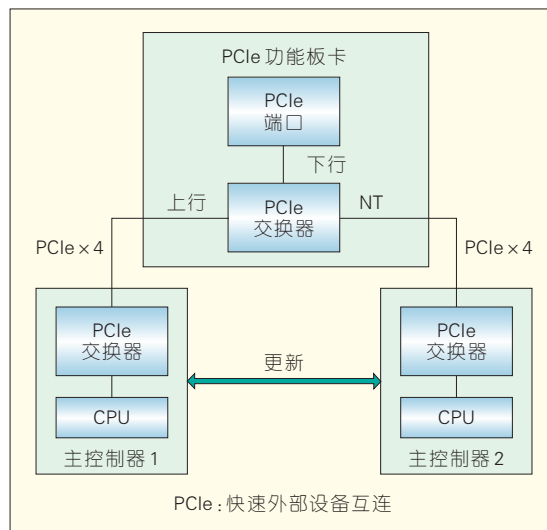 PCIe 功能板卡
PCIe
端口
下行
上行
PCIe
交换器
NT
PCIe×4
PCIe×4
PCIe
交换器
CPU
主控制器1
更新
PCIe
交换器
CPU
主控制器2
PCIe:快速外部设备互连